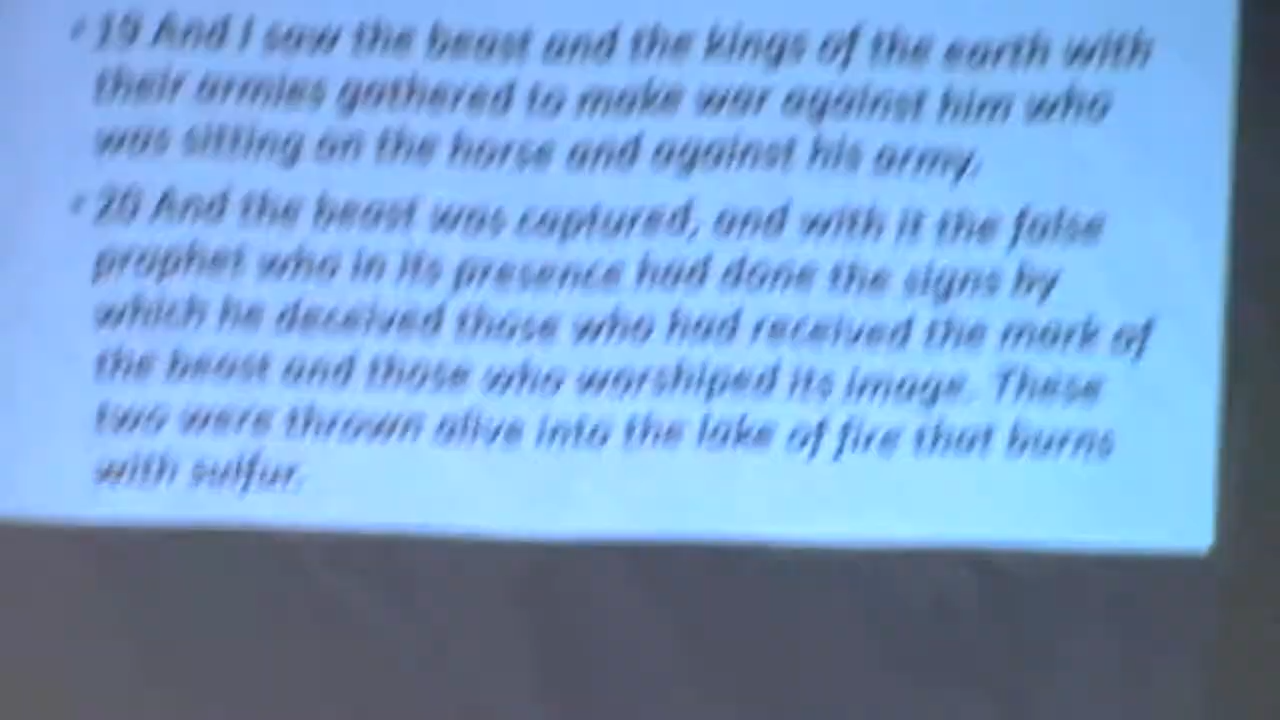 • 19 And I saw the beast and the kings of the earth with
their armies gathered to make war against him who
was sitting on the horse and against his army.
• 20 And the beast was captured, and with it the false
prophet who in its presence had done the signs by
which he deceived those who had received the mark of
the beast and those who worshiped its image. These
two were thrown alive into the lake of fire that burns
with sulfur.